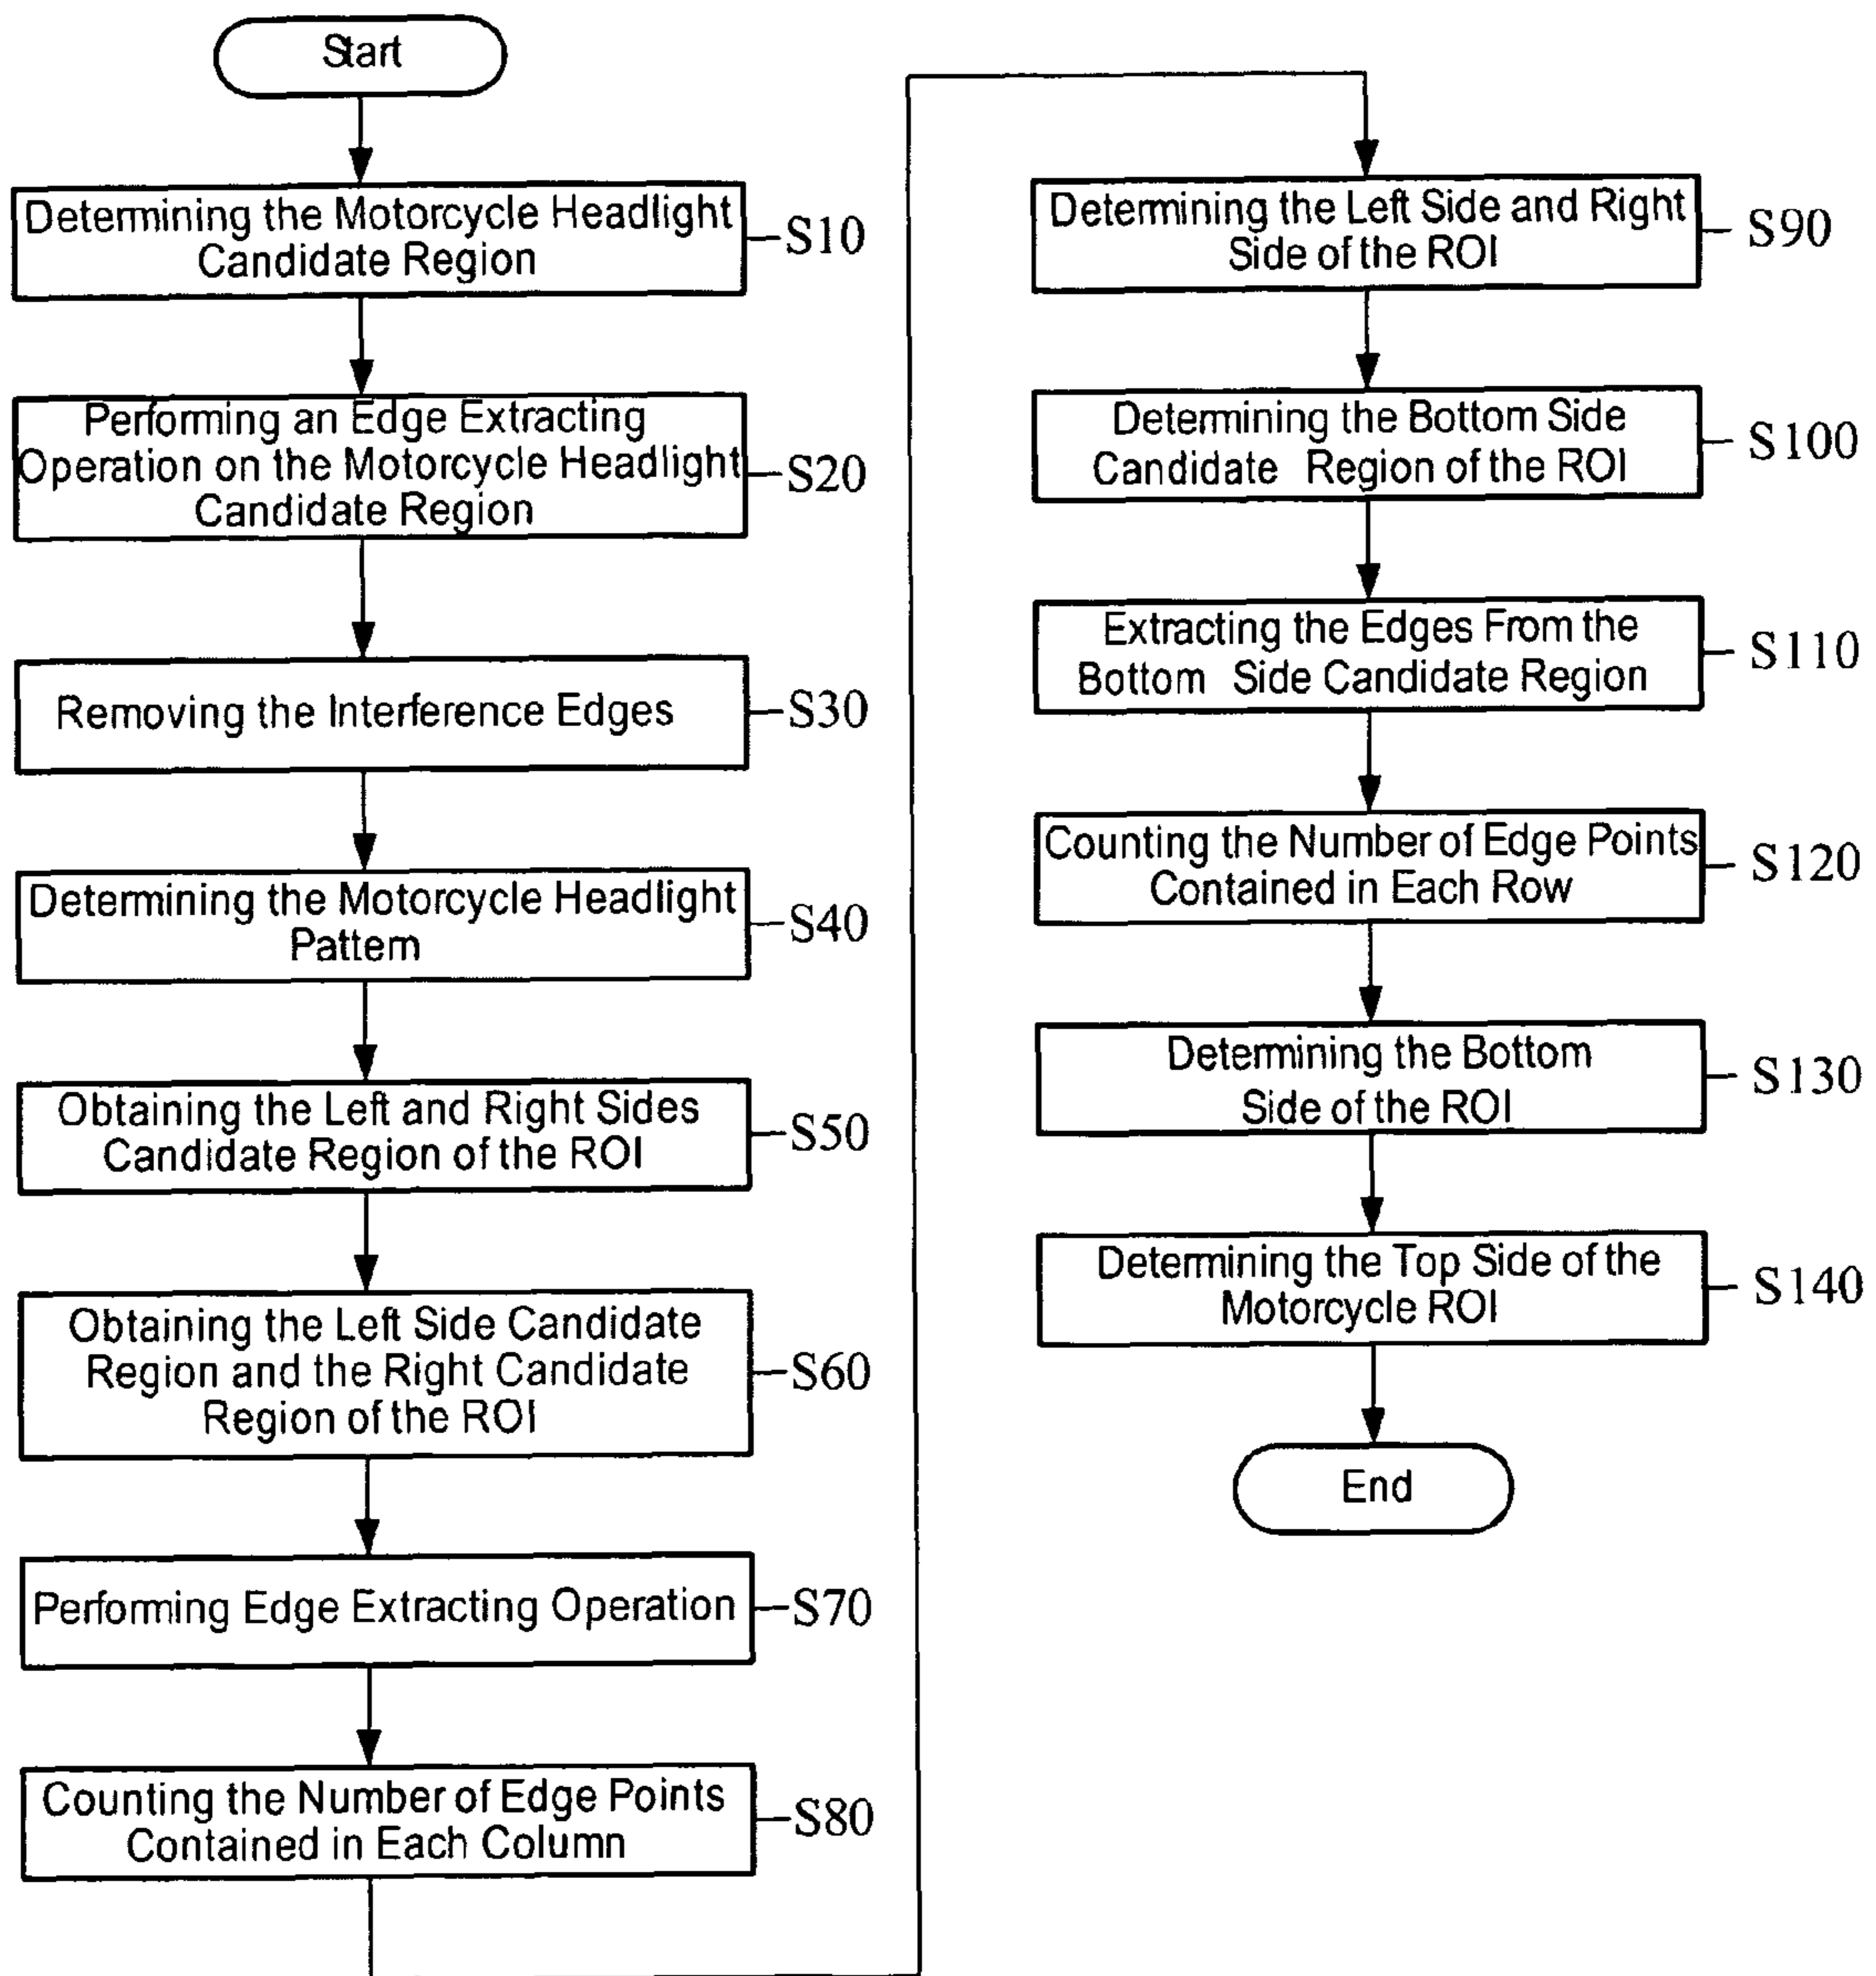 Start
Determining the Motorcycle Headlight
Candidate Region
S10
Performing an Edge Extracting
Operation on the Motorcycle Headlight
Candidate Region
S20
Removing the Interference Edges
S30
Determining the Motorcycle Headlight
Pattern
S40
Obtaining the Left and Right Sides
Candidate Region of the ROI
S50
Obtaining the Left Side Candidate
Region and the Right Candidate
Region of the ROI
S60
Performing Edge Extracting Operation
S70
Counting the Number of Edge Points
Contained in Each Column
S80
Determining the Left Side and Right
Side of the ROI
S90
Determining the Bottom Side
Candidate Region of the ROI
S100
Extracting the Edges From the
Bottom Side Candidate Region
S110
Counting the Number of Edge Points
Contained in Each Row
S120
Determining the Bottom
Side of the ROI
S130
Determining the Top Side of the
Motorcycle ROI
S140
End